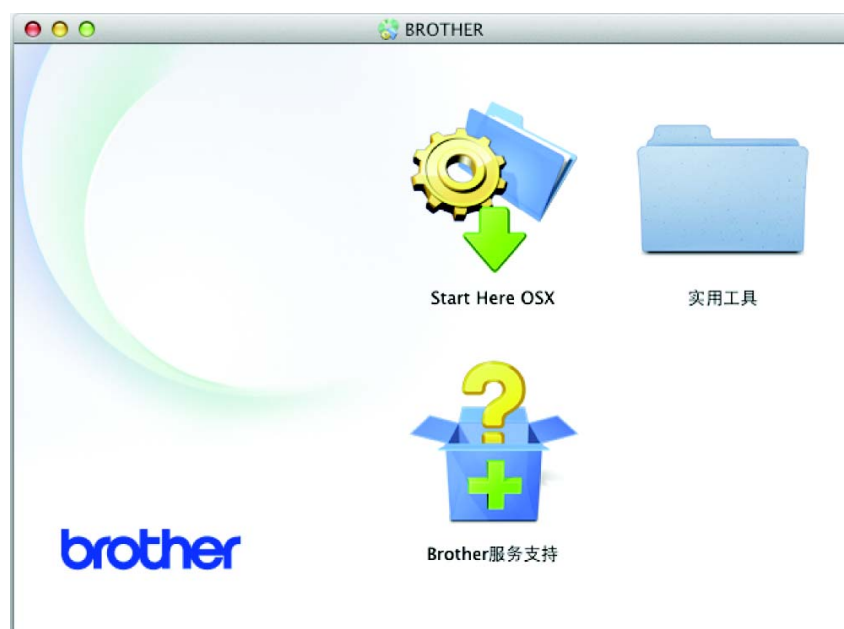 BROTHER
Start Here OSX
实用工具
Brother服务支持
brother